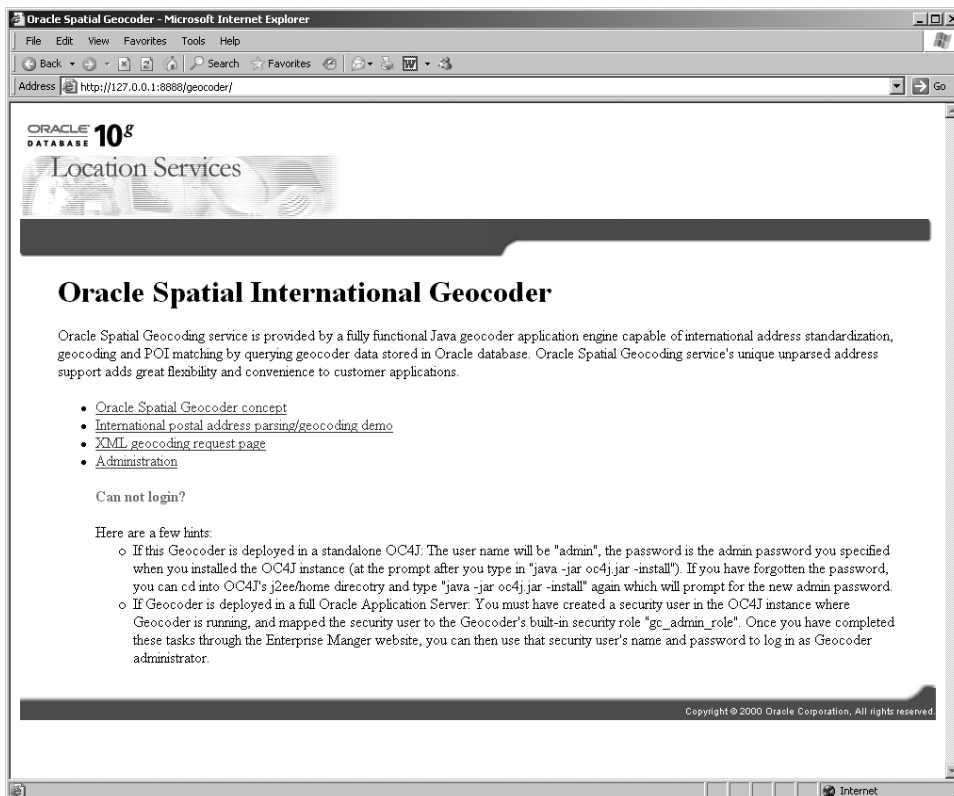 Oracle Spatial Geocoder - Microsoft Internet Explorer
File Edit View Favorites Tools Help
Back Search Favorites
Address http://127.0.0.1:8888/geocoder/ Go
ORACLE 10g
DATABASE
Location Services
Oracle Spatial International Geocoder
Oracle Spatial Geocoding service is provided by a fully functional Java geocoder application engine capable of international address standardization,
geocoding and POI matching by querying geocoder data stored in Oracle database. Oracle Spatial Geocoding service's unique unparsed address
support adds great flexibility and convenience to customer applications.
• Oracle Spatial Geocoder concept
• International postal address parsing/geocoding demo
• XML geocoding request page
• Administration
Can not login?
Here are a few hints:
o If this Geocoder is deployed in a standalone OC4J: The user name will be "admin", the password is the admin password you specified
when you installed the OC4J instance (at the prompt after you type in "java -jar oc4j.jar -install"). If you have forgotten the password,
you can cd into OC4J's j2ee/home direcotry and type "java -jar oc4j.jar -install" again which will prompt for the new admin password.
o If Geocoder is deployed in a full Oracle Application Server: You must have created a security user in the OC4J instance where
Geocoder is running, and mapped the security user to the Geocoder's built-in security role "gc_admin_role". Once you have completed
these tasks through the Enterprise Manger website, you can then use that security user's name and password to log in as Geocoder
administrator.
Copyright © 2000 Oracle Corporation, All rights reserved.
Internet